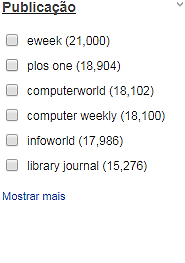 Publicação
eweek (21,000)
plos one (18,904)
computerworld (18,102)
computer weekly (18,100)
infoworld (17,986)
library journal (15,276)
Mostrar mais